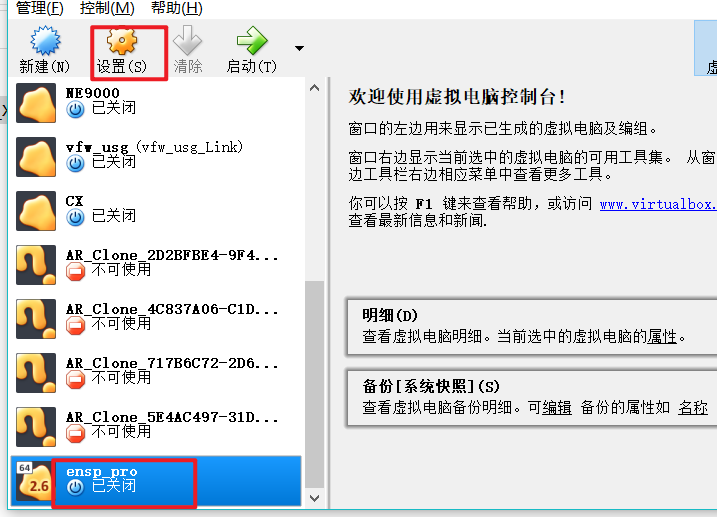 管理(F) 控制(M) 帮助(H)
新建(N) 设置(S) 清除 启动(T)
NE9000
已关闭
vfw_usg (vfw_usg_Link)
已关闭
CX
已关闭
AR_Clone_2D2BFBE4-9F4...
不可使用
AR_Clone_4C837A06-C1D...
不可使用
AR_Clone_717B6C72-2D6...
不可使用
AR_Clone_5E4AC497-31D...
不可使用
64
2.6
ensp_pro
已关闭
欢迎使用虚拟电脑控制台!
窗口的左边用来显示已生成的虚拟电脑及编组。
窗口右边显示当前选中的虚拟电脑的可用工具集。 从窗
边工具栏右边相应菜单中查看更多工具。
你可以按 F1 键来查看帮助，或访问 www.virtualbox.
查看最新信息和新闻.
明细(D)
查看虚拟电脑明细。当前选中的虚拟电脑的属性。
备份[系统快照](S)
查看虚拟电脑备份明细。可编辑 备份的属性如 名称